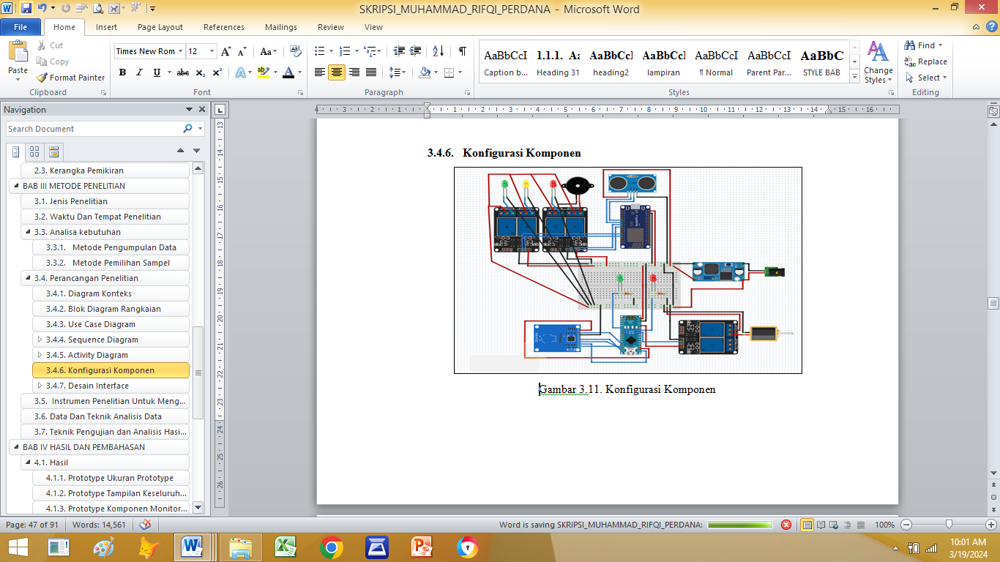 SKRIPSI_MUHAMMAD_RIFQI_PERDANA - Microsoft Word
File Home Insert Page Layout References Mailings Review View
Paste
Cut
Copy
Format Painter
Clipboard
Times New Rom 12
Font
Paragraph
AaBbCcI 1.1.1. Aa AaBbCcl AaBbCcl AaBbCcD AaBbCcD AaBbC
Caption b... Heading 31 heading2 lampiran ¶ Normal Parent Par... STYLE BAB
Styles
Change
Styles
Find
Replace
Select
Editing
Navigation
Search Document
2.3. Kerangka Pemikiran
BAB III METODE PENELITIAN
3.1. Jenis Penelitian
3.2. Waktu Dan Tempat Penelitian
3.3. Analisa kebutuhan
3.3.1. Metode Pengumpulan Data
3.3.2. Metode Pemilihan Sampel
3.4. Perancangan Penelitian
3.4.1. Diagram Konteks
3.4.2. Blok Diagram Rangkaian
3.4.3. Use Case Diagram
3.4.4. Sequence Diagram
3.4.5. Activity Diagram
3.4.6. Konfigurasi Komponen
3.4.7. Desain Interface
3.5. Instrumen Penelitian Untuk Meng...
3.6. Data Dan Teknik Analisis Data
3.7. Teknik Pengujian dan Analisis Hasi...
BAB IV HASIL DAN PEMBAHASAN
4.1. Hasil
4.1.1. Prototype Ukuran Prototype
4.1.2. Prototype Tampilan Keseluruh...
4.1.3. Prototype Komponen Monitor...
3.4.6. Konfigurasi Komponen
Gambar 3.11. Konfigurasi Komponen
Page: 47 of 91 Words: 14,561
Word is saving SKRIPSI_MUHAMMAD_RIFQI_PERDANA:
100%
10:01 AM
3/19/2024